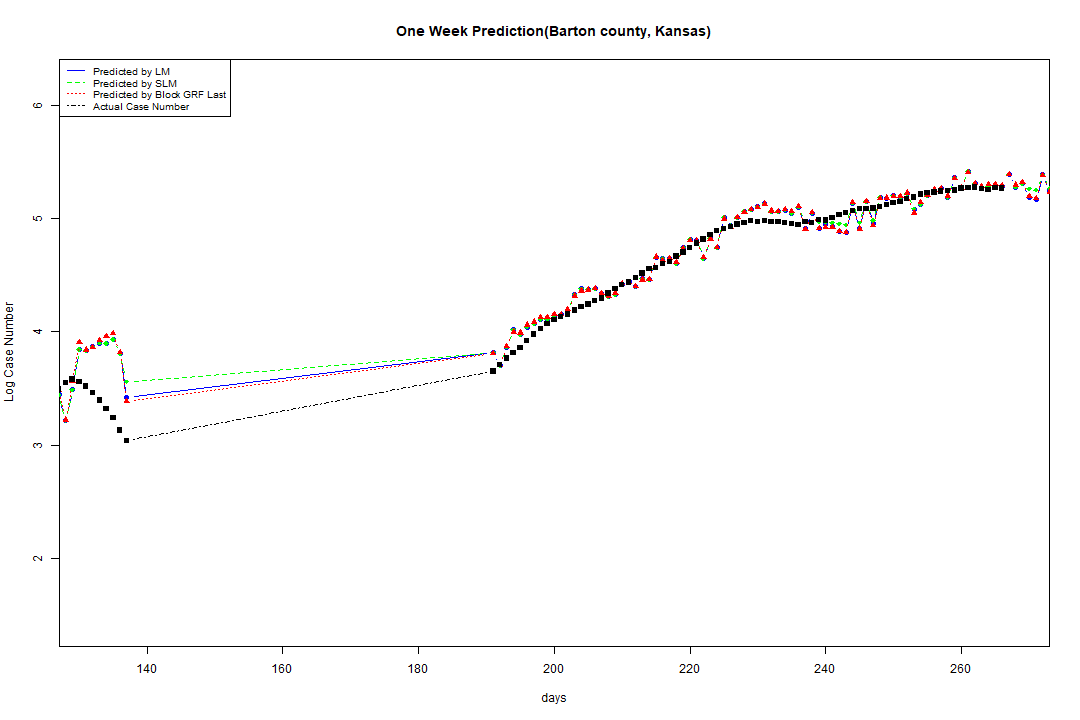 One Week Prediction(Barton county, Kansas)
Predicted by LM
Predicted by SLM
Predicted by Block GRF Last
Actual Case Number
6
5
4
3
2
Log Case Number
140 160 180 200 220 240 260
days